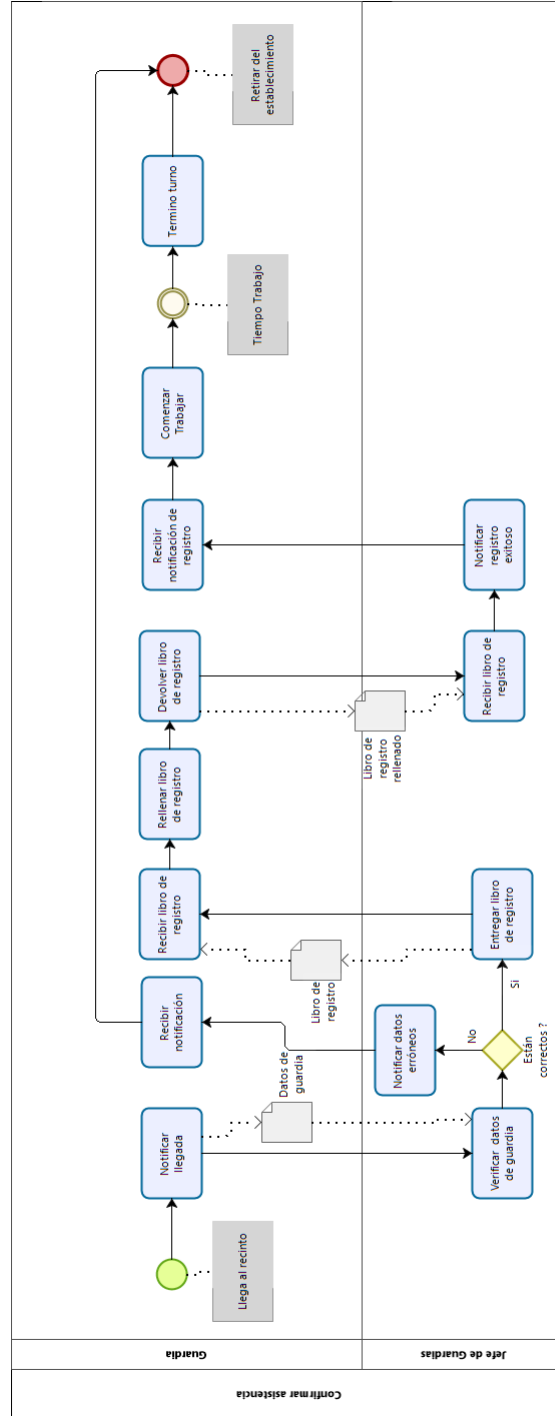 Confirmar asistencia
Guardia
Jefe de Guardias
Llega al recinto
Notificar
llegada
Datos de
guardia
Verificar datos
de guardia
Están
correctos ?
No
Si
Notificar datos
erróneos
Recibir
notificación
Entregar libro
de registro
Libro de
registro
Recibir libro de
registro
Rellenar libro
de registro
Devolver libro
de registro
Libro de
registro
rellenado
Recibir libro de
registro
Notificar
registro
exitoso
Recibir
notificación de
registro
Comenzar
Trabajar
Tiempo Trabajo
Termino turno
Retirar del
establecimiento